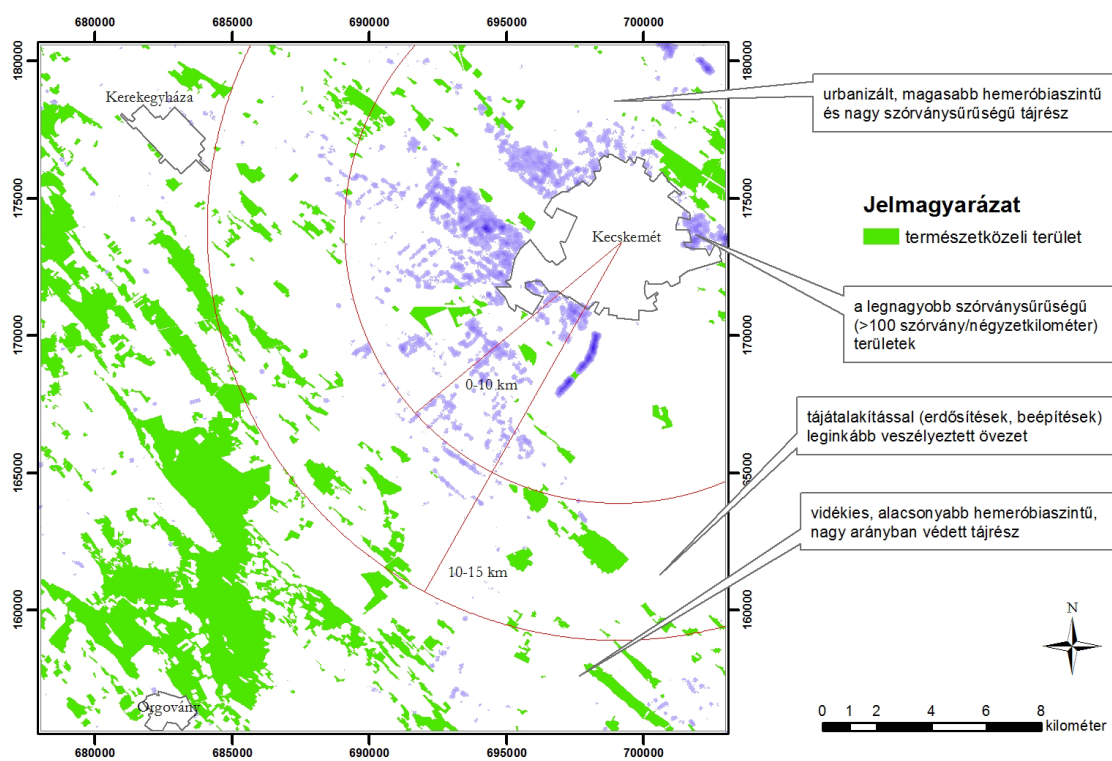 680000 685000 690000 695000 700000
180000 180000
Kerekegyháza
urbanizált, magasabb hemeróbiaszintű
és nagy szórványsűrűségű tájrész
175000 175000
Jelmagyarázat
természetközeli terület
Kecskemét
a legnagyobb szórványsűrűségű
(>100 szórvány/négyzetkilométer)
területek
170000 170000
0-10 km
tájátalakítással (erdősítések, beépítések)
leginkább veszélyeztett övezet
165000 165000
vidékies, alacsonyabb hemeróbiaszintű,
nagy arányban védett tájrész
10-15 km
160000 160000
N
Orgovány
0 1 2 4 6 8
kilométer
680000 685000 690000 695000 700000